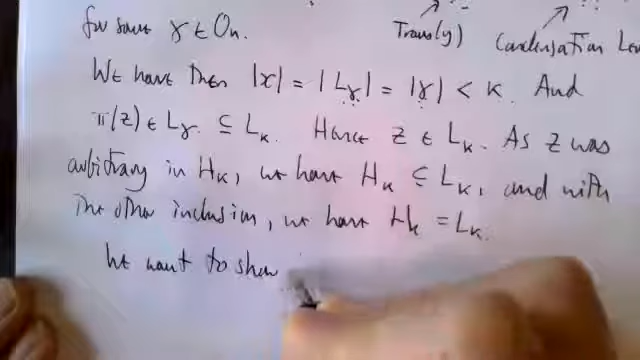 for some γ ∈ On. Trans(y) Condensation Le
We have then |x| = |Lγ| = |γ| < κ. And
π(z) ∈ Lγ ⊆ Lκ. Hence z ∈ Lκ. As z was
arbitrary in Hκ, we have Hκ ⊆ Lκ, and with
the other inclusion, we have Hκ = Lκ.
We want to show